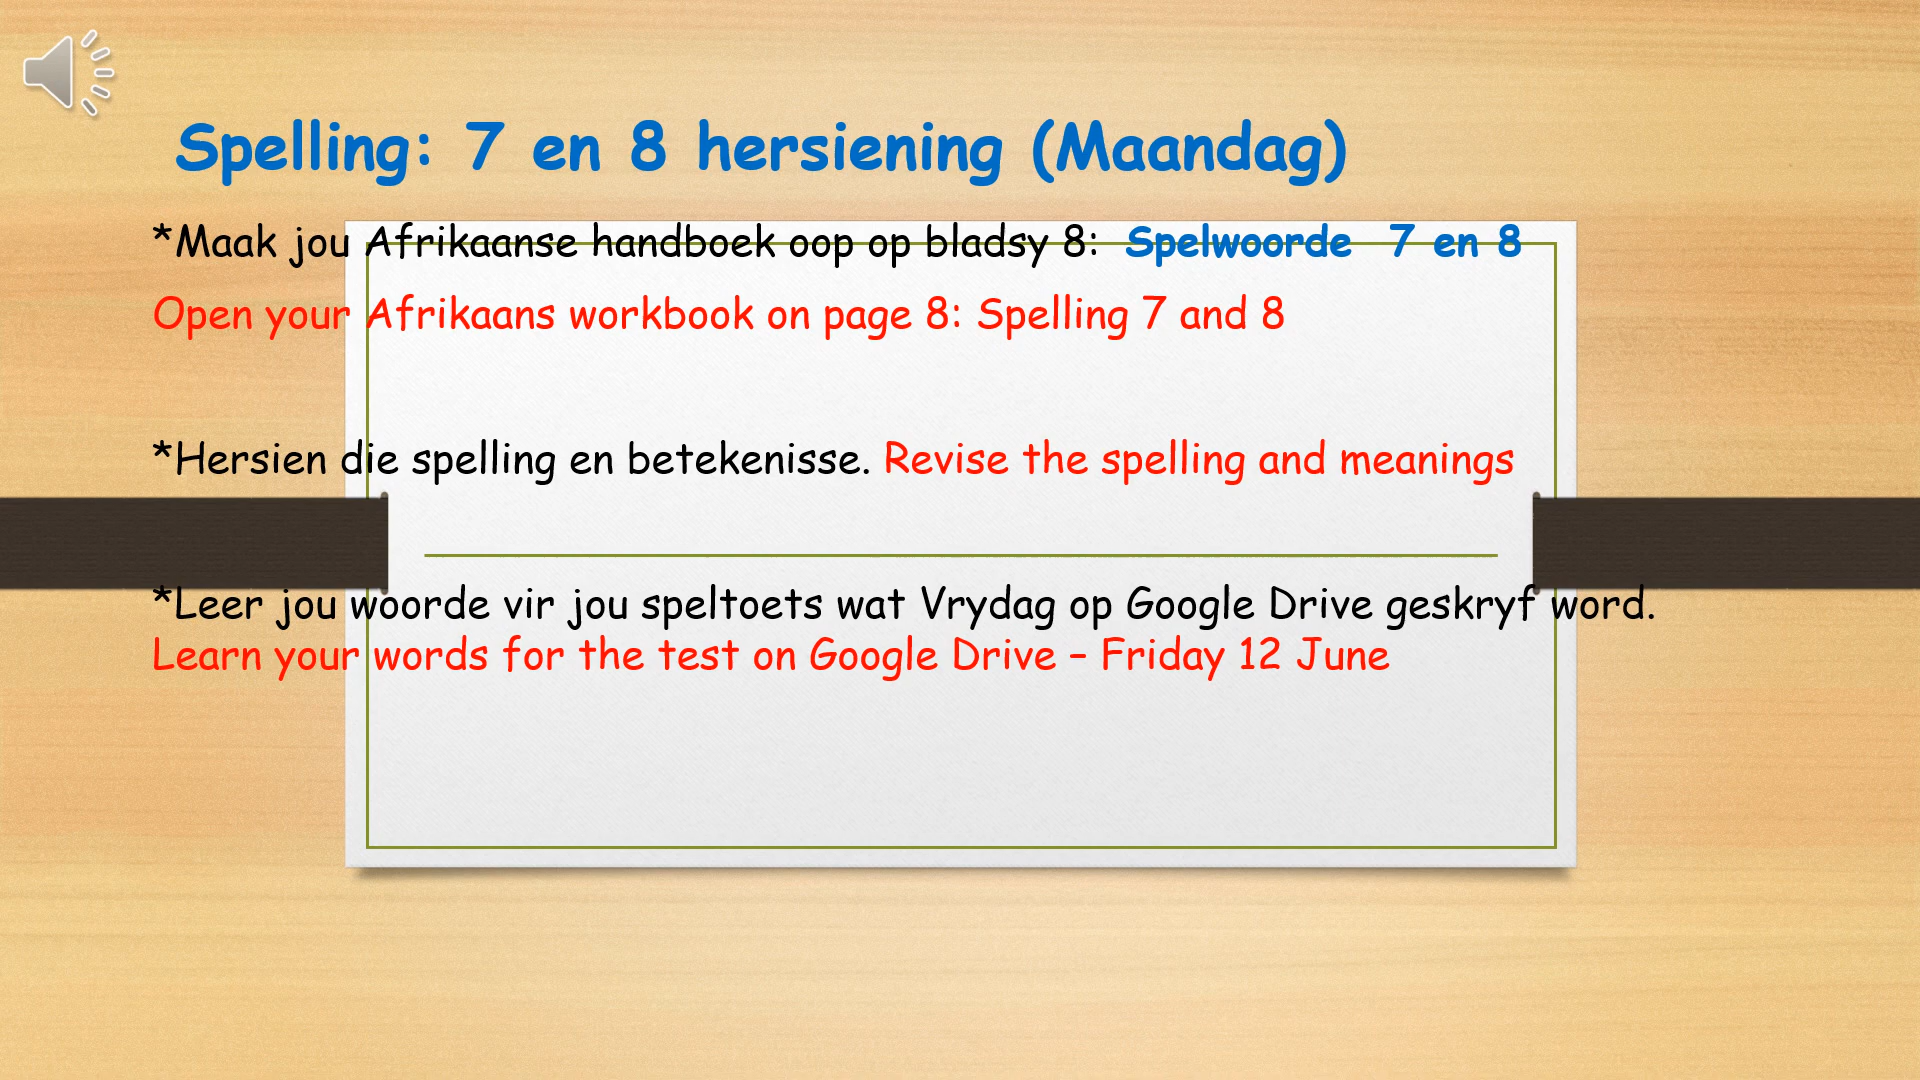 Spelling: 7 en 8 hersiening (Maandag)
*Maak jou Afrikaanse handboek oop op bladsy 8: Spelwoorde 7 en 8
Open your Afrikaans workbook on page 8: Spelling 7 and 8
*Hersien die spelling en betekenisse. Revise the spelling and meanings
*Leer jou woorde vir jou speltoets wat Vrydag op Google Drive geskryf word.
Learn your words for the test on Google Drive – Friday 12 June